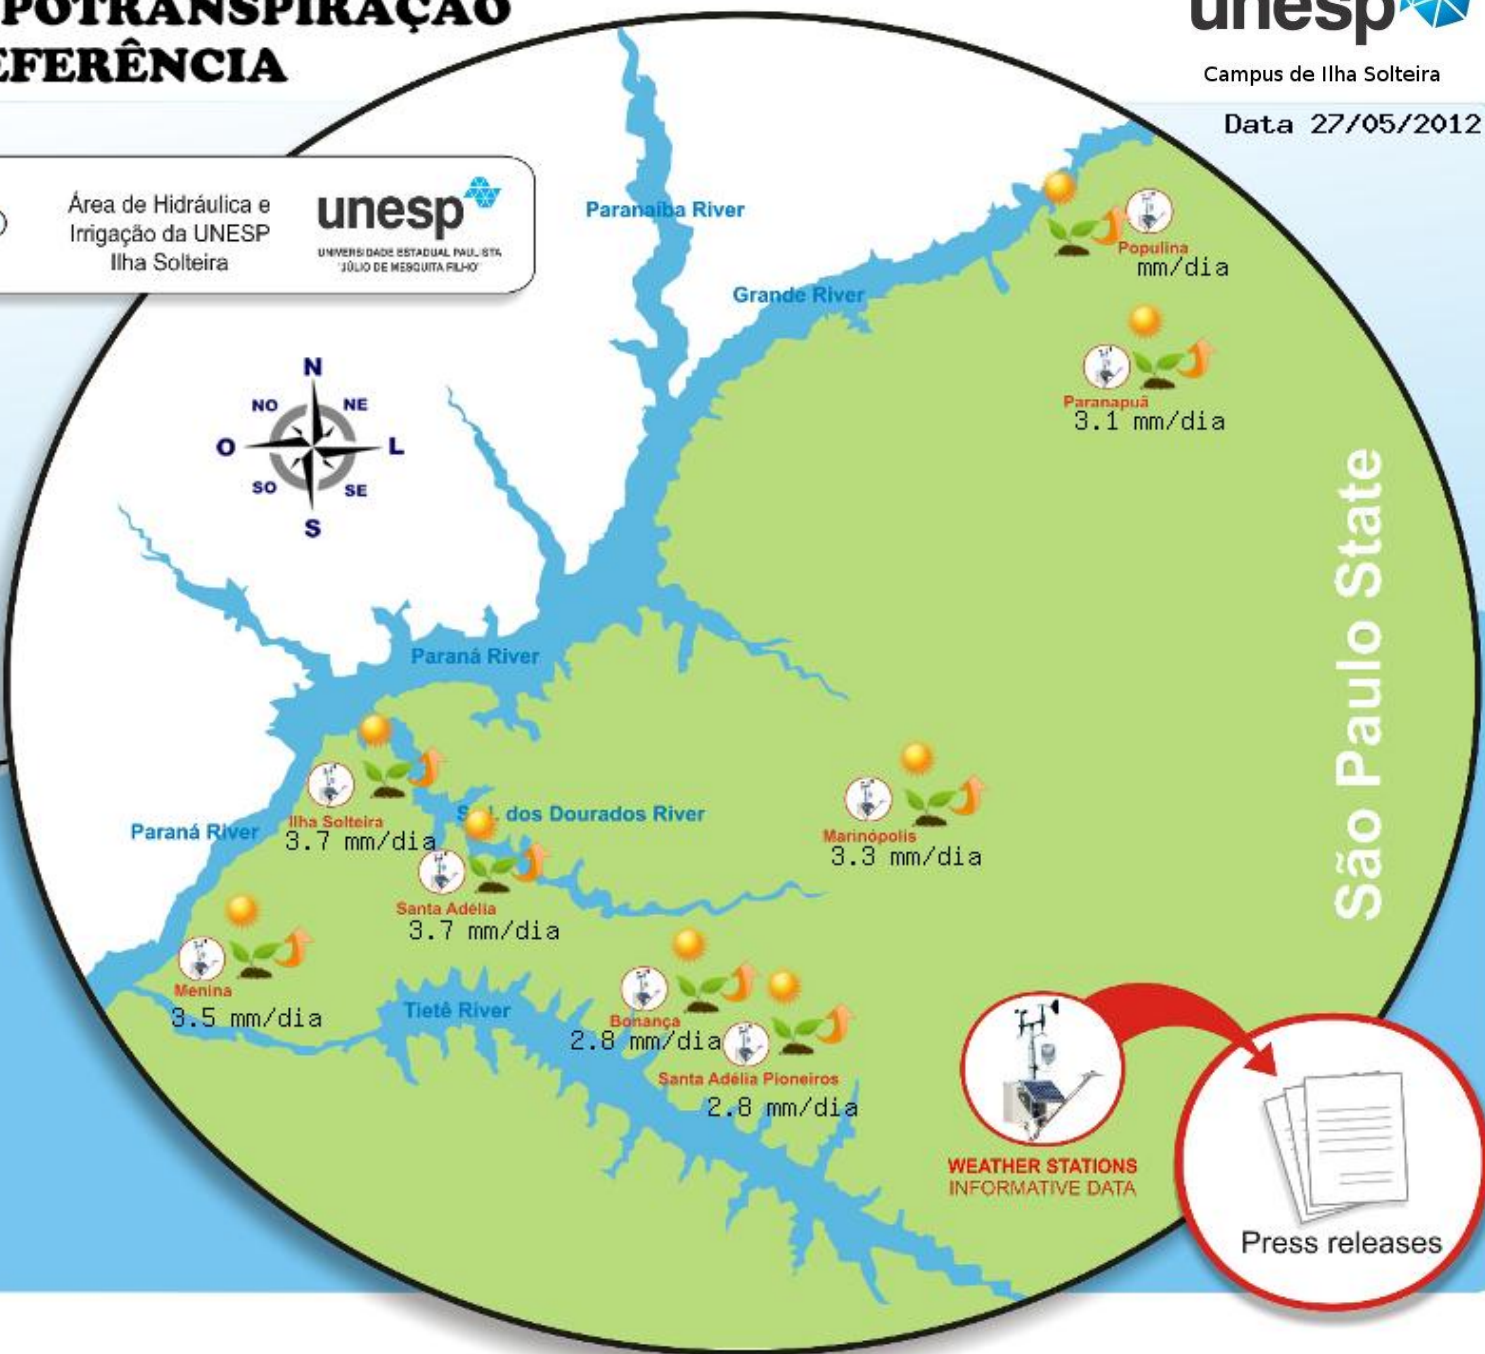 POTRANSPIRAÇÃO
EFERÊNCIA
unesp
Campus de Ilha Solteira
Data 27/05/2012
Área de Hidráulica e
Irrigação da UNESP
Ilha Solteira
unesp
UNIVERSIDADE ESTADUAL PAULISTA
"JÚLIO DE MESQUITA FILHO"
Paranaíba River
Grande River
Populina
mm/dia
Paranapuã
3.1 mm/dia
N
NO
NE
O
L
SO
SE
S
São Paulo State
Paraná River
Paraná River
Ilha Solteira
3.7 mm/dia
dos Dourados River
Santa Adélia
3.7 mm/dia
Marinópolis
3.3 mm/dia
Menina
3.5 mm/dia
Tietê River
Bonança
2.8 mm/dia
Santa Adélia Pioneiros
2.8 mm/dia
WEATHER STATIONS
INFORMATIVE DATA
Press releases